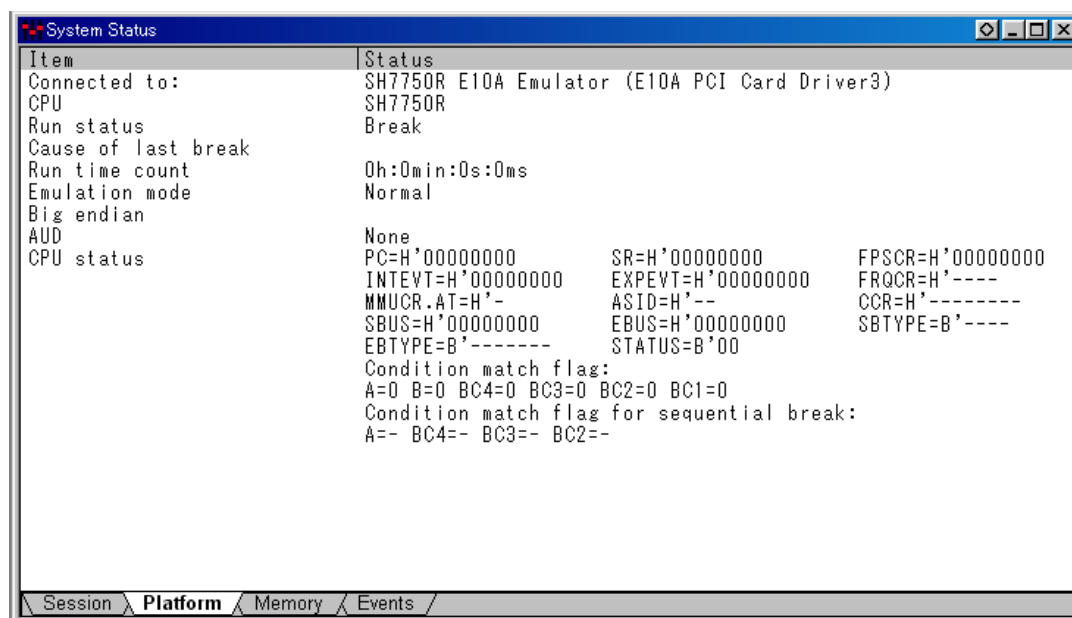 System Status
Item Status
Connected to: SH7750R E10A Emulator (E10A PCI Card Driver3)
CPU SH7750R
Run status Break
Cause of last break
Run time count 0h:0min:0s:0ms
Emulation mode Normal
Big endian
AUD None
CPU status PC=H'00000000 SR=H'00000000 FPSCR=H'00000000
INTEVT=H'00000000 EXPEVT=H'00000000 FRQCR=H'----
MMUCR.AT=H'- ASID=H'-- CCR=H'--------
SBUS=H'00000000 EBUS=H'00000000 SBTYPE=B'----
EBTYPE=B'------- STATUS=B'00
Condition match flag:
A=0 B=0 BC4=0 BC3=0 BC2=0 BC1=0
Condition match flag for sequential break:
A=- BC4=- BC3=- BC2=-
Session Platform Memory Events